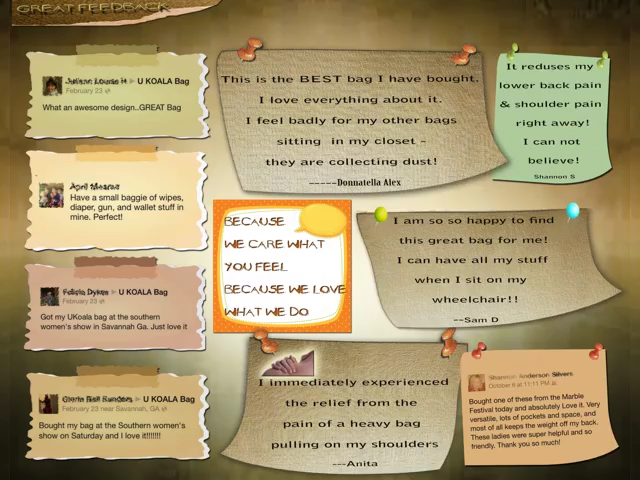 GREAT FEEDBACK
U KOALA Bag
February 23
What an awesome design..GREAT Bag
April Mearns
Have a small baggie of wipes,
diaper, gun, and wallet stuff in
mine. Perfect!
Felicia Dykes U KOALA Bag
February 23
Got my UKoala bag at the southern
women's show in Savannah Ga. Just love it
U KOALA Bag
February 23 near Savannah, GA
Bought my bag at the Southern women's
show on Saturday and I love it!!!!!!!!
This is the BEST bag I have bought.
I love everything about it.
I feel badly for my other bags
sitting in my closet -
they are collecting dust!
-----Donnatella Alex
It reduses my
lower back pain
& shoulder pain
right away!
I can not
believe!
Shannon S
BECAUSE
WE CARE WHAT
YOU FEEL
BECAUSE WE LOVE
WHAT WE DO
I am so so happy to find
this great bag for me!
I can have all my stuff
when I sit on my
wheelchair!!
--Sam D
I immediately experienced
the relief from the
pain of a heavy bag
pulling on my shoulders
---Anita
Shannon Anderson Silvers
October 6 at 11:11 PM
Bought one of these from the Marble
Festival today and absolutely Love it. Very
versatile, lots of pockets and space, and
most of all keeps the weight off my back.
These ladies were super helpful and so
friendly. Thank you so much!